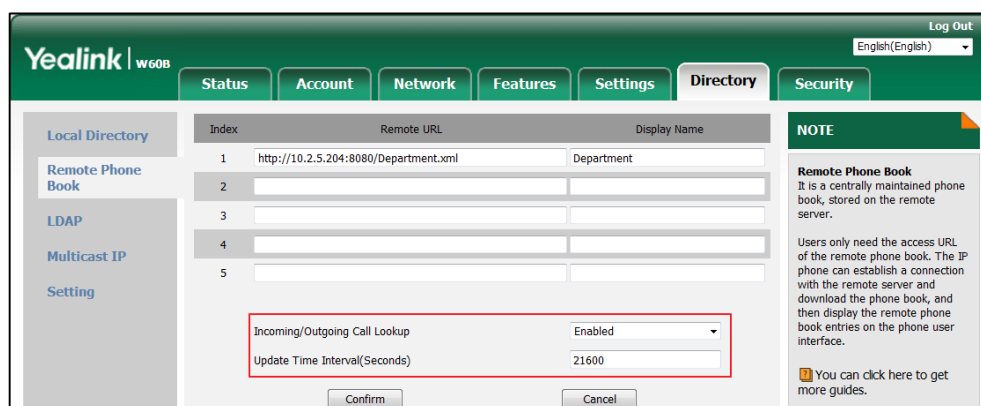 Log Out
English(English)
Yealink | W60B
Status Account Network Features Settings Directory Security
Local Directory
Remote Phone
Book
LDAP
Multicast IP
Setting
Index Remote URL Display Name
1 http://10.2.5.204:8080/Department.xml Department
2
3
4
5
Incoming/Outgoing Call Lookup Enabled
Update Time Interval(Seconds) 21600
Confirm Cancel
NOTE
Remote Phone Book
It is a centrally maintained phone
book, stored on the remote
server.
Users only need the access URL
of the remote phone book. The IP
phone can establish a connection
with the remote server and
download the phone book, and
then display the remote phone
book entries on the phone user
interface.
You can click here to get
more guides.